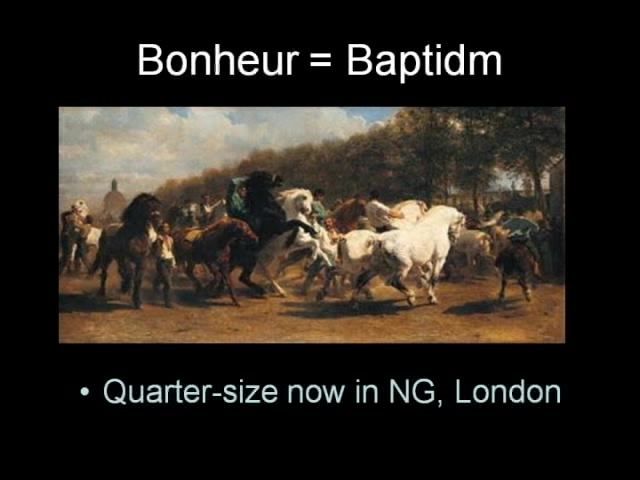 Bonheur = Baptidm
• Quarter-size now in NG, London